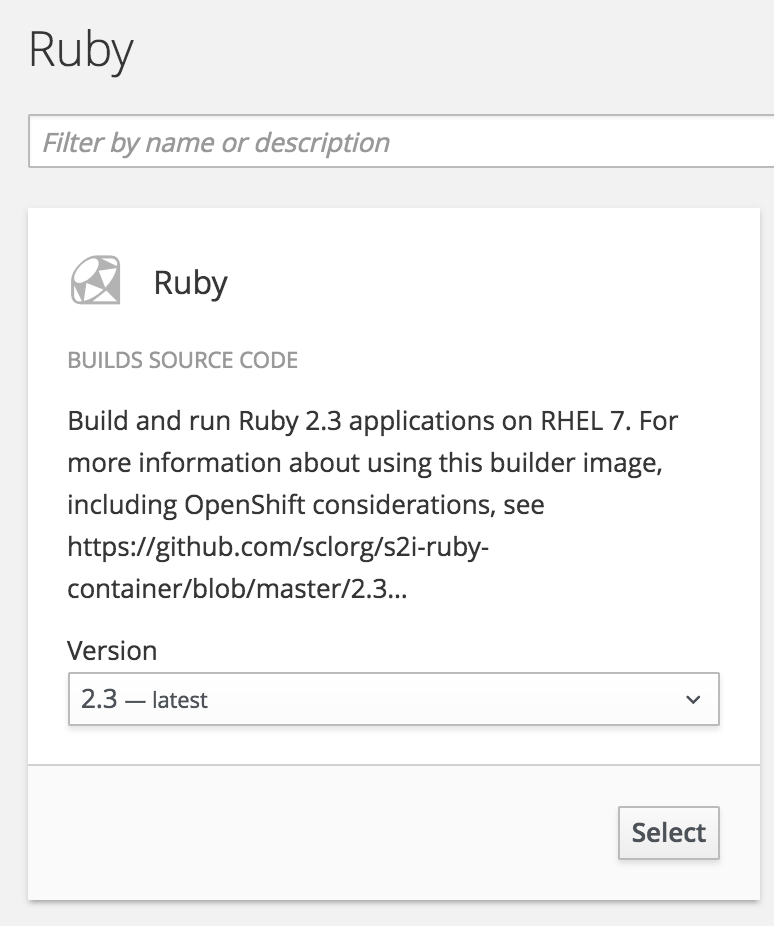 Ruby
Filter by name or description
Ruby
BUILDS SOURCE CODE
Build and run Ruby 2.3 applications on RHEL 7. For
more information about using this builder image,
including OpenShift considerations, see
https://github.com/sclorg/s2i-ruby-
container/blob/master/2.3...
Version
2.3 — latest
Select